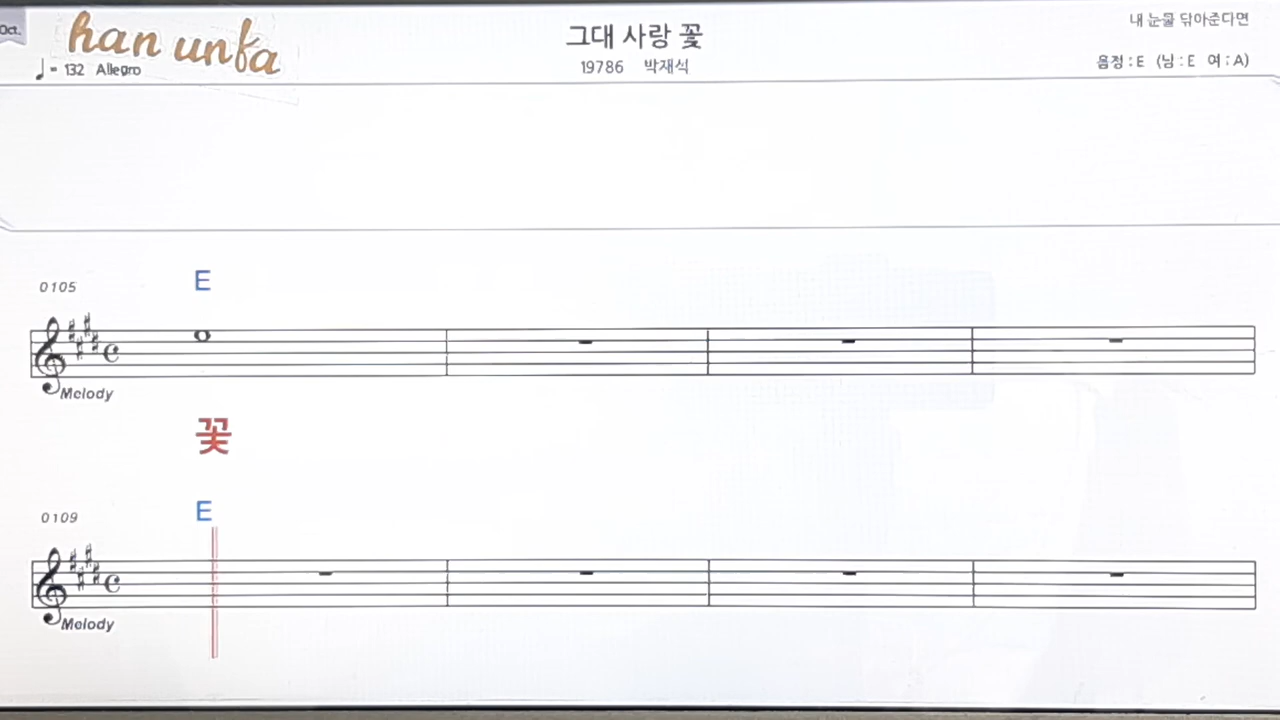 Oct.
han unfa
♩= 132 Allegro
그대 사랑 꽃
19786 박재식
내 눈물 닦아준다면
음정 : E (남 : E 여 : A)
0105
E
Melody
꽃
0109
E
Melody